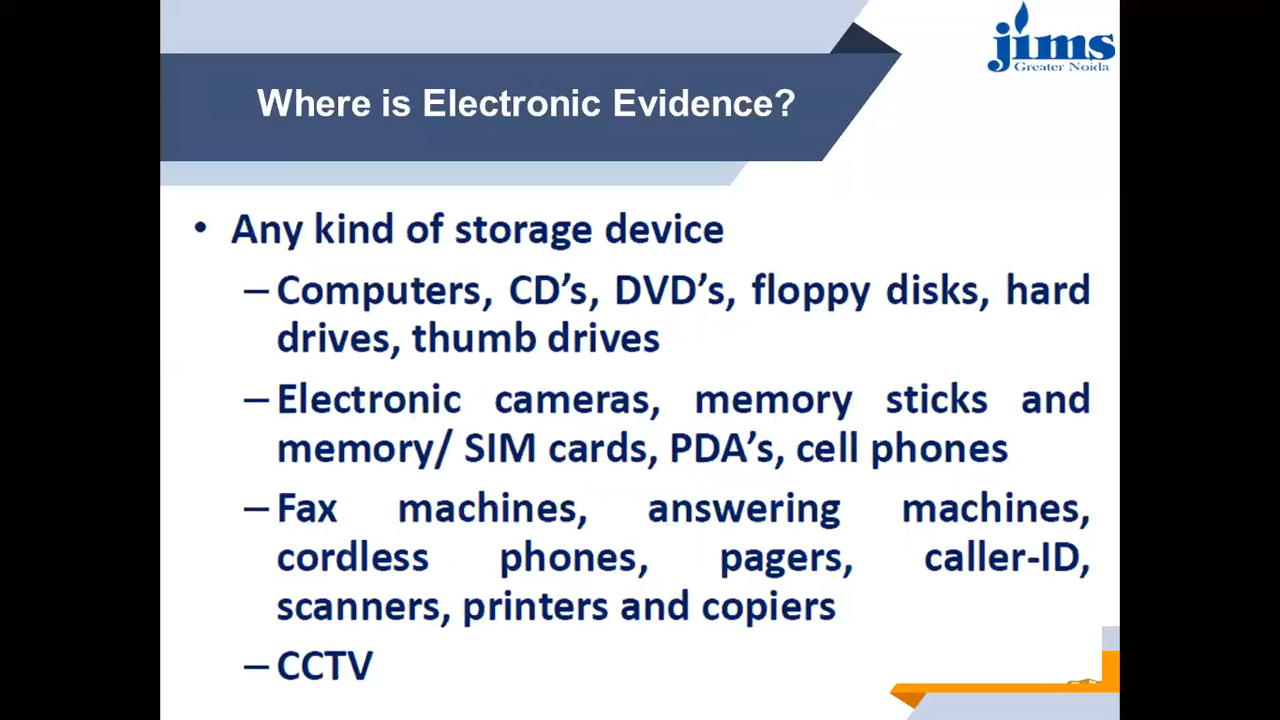 jims
Greater Noida
Where is Electronic Evidence?
• Any kind of storage device
– Computers, CD’s, DVD’s, floppy disks, hard
drives, thumb drives
– Electronic cameras, memory sticks and
memory/ SIM cards, PDA’s, cell phones
– Fax machines, answering machines,
cordless phones, pagers, caller-ID,
scanners, printers and copiers
– CCTV